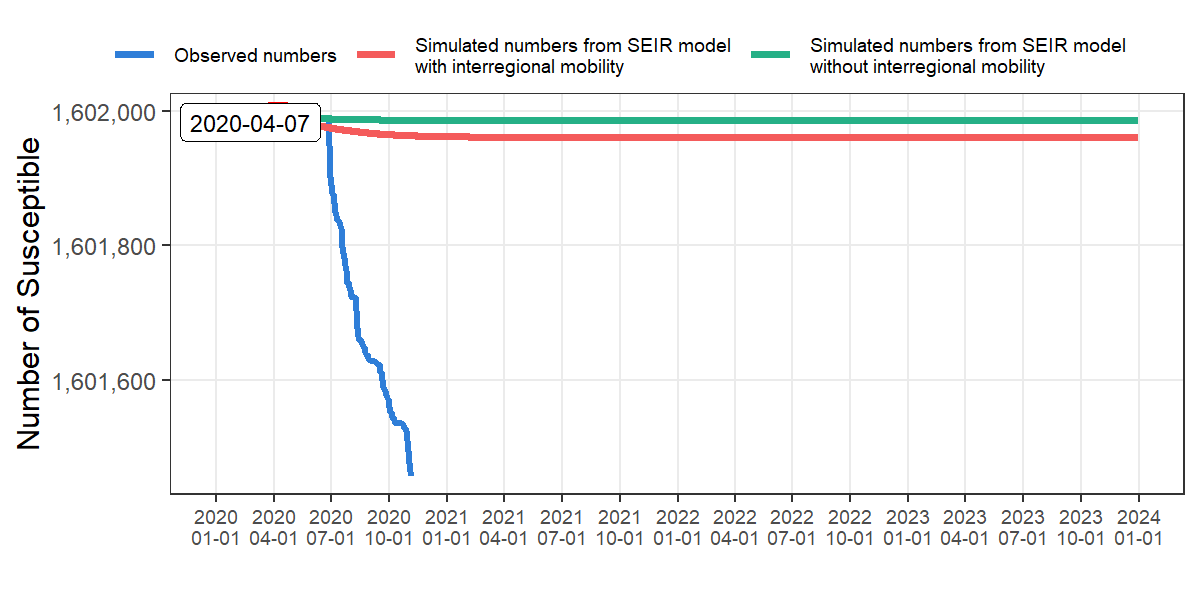 Observed numbers
Simulated numbers from SEIR model
with interregional mobility
Simulated numbers from SEIR model
without interregional mobility
Number of Susceptible
1,602,000
1,601,800
1,601,600
2020-04-07
2020 2020 2020 2020 2021 2021 2021 2021 2022 2022 2022 2022 2023 2023 2023 2023 2024
01-01 04-01 07-01 10-01 01-01 04-01 07-01 10-01 01-01 04-01 07-01 10-01 01-01 04-01 07-01 10-01 01-01